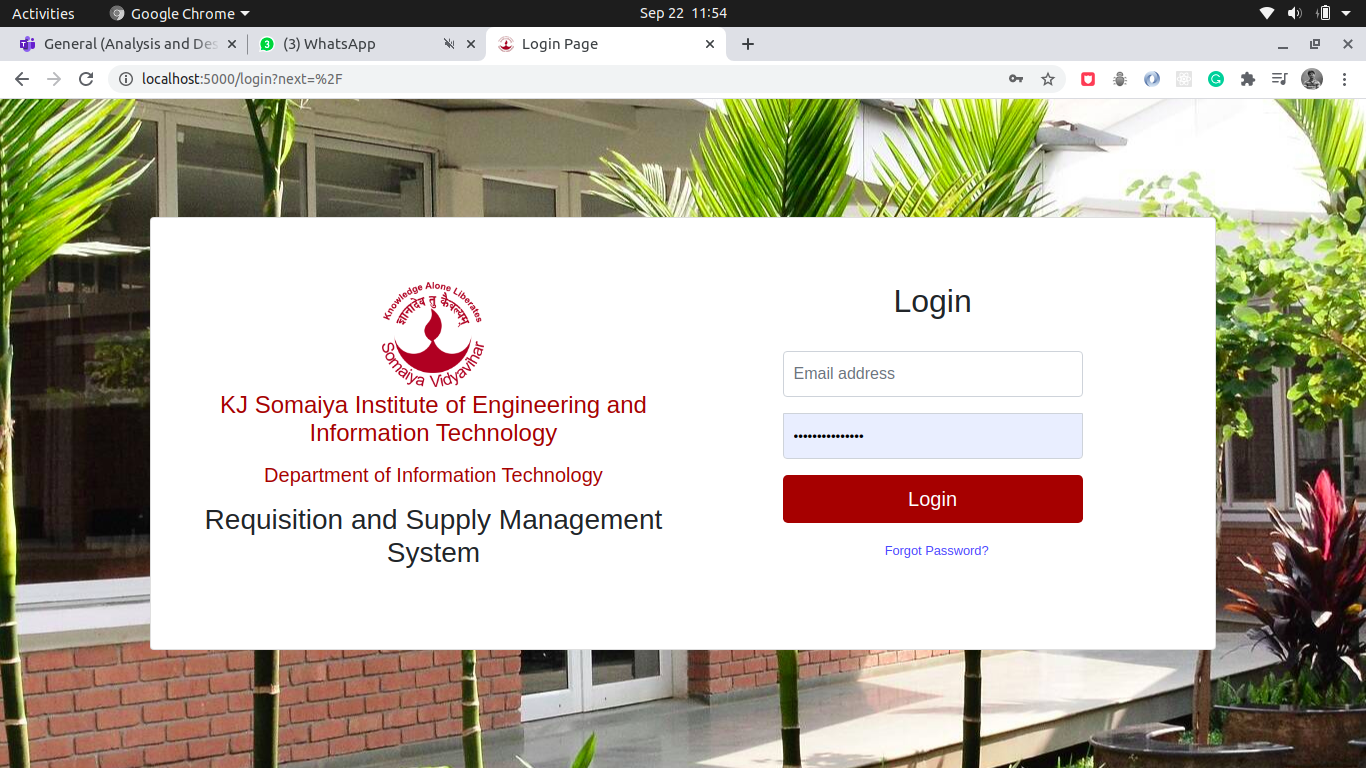 Activities
Google Chrome
Sep 22 11:54
General (Analysis and Des
3
(3) WhatsApp
Login Page
localhost:5000/login?next=%2F
Knowledge Alone Liberates
ज्ञानादेव तु कैवल्यम्
Somaiya Vidyavihar
KJ Somaiya Institute of Engineering and
Information Technology
Department of Information Technology
Requisition and Supply Management
System
Login
Email address
•••••••••••••••
Login
Forgot Password?